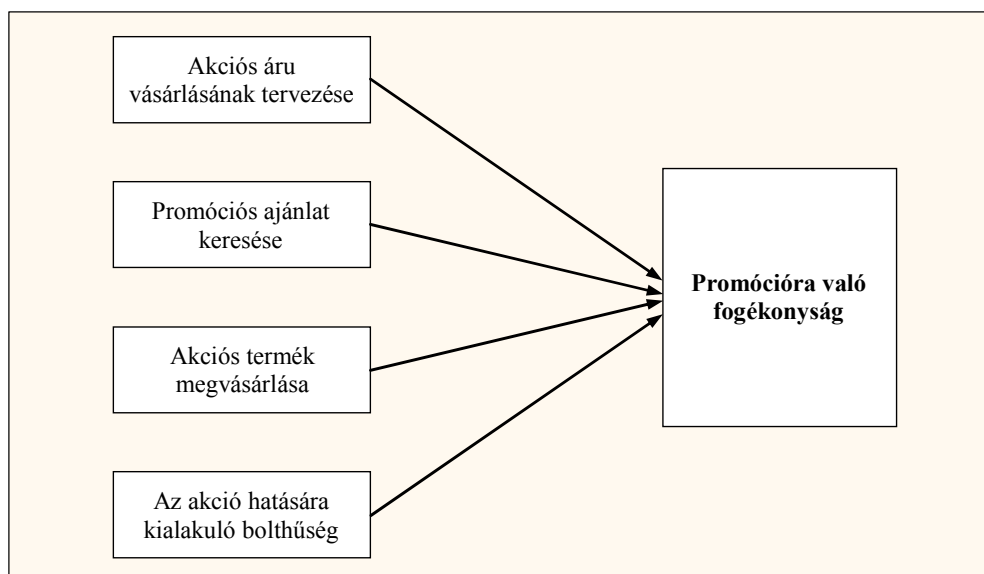 Akciós áru
vásárlásának tervezése
Promóciós ajánlat
keresése
Akciós termék
megvásárlása
Az akció hatására
kialakuló bolthűség
Promócióra való
fogékonyság